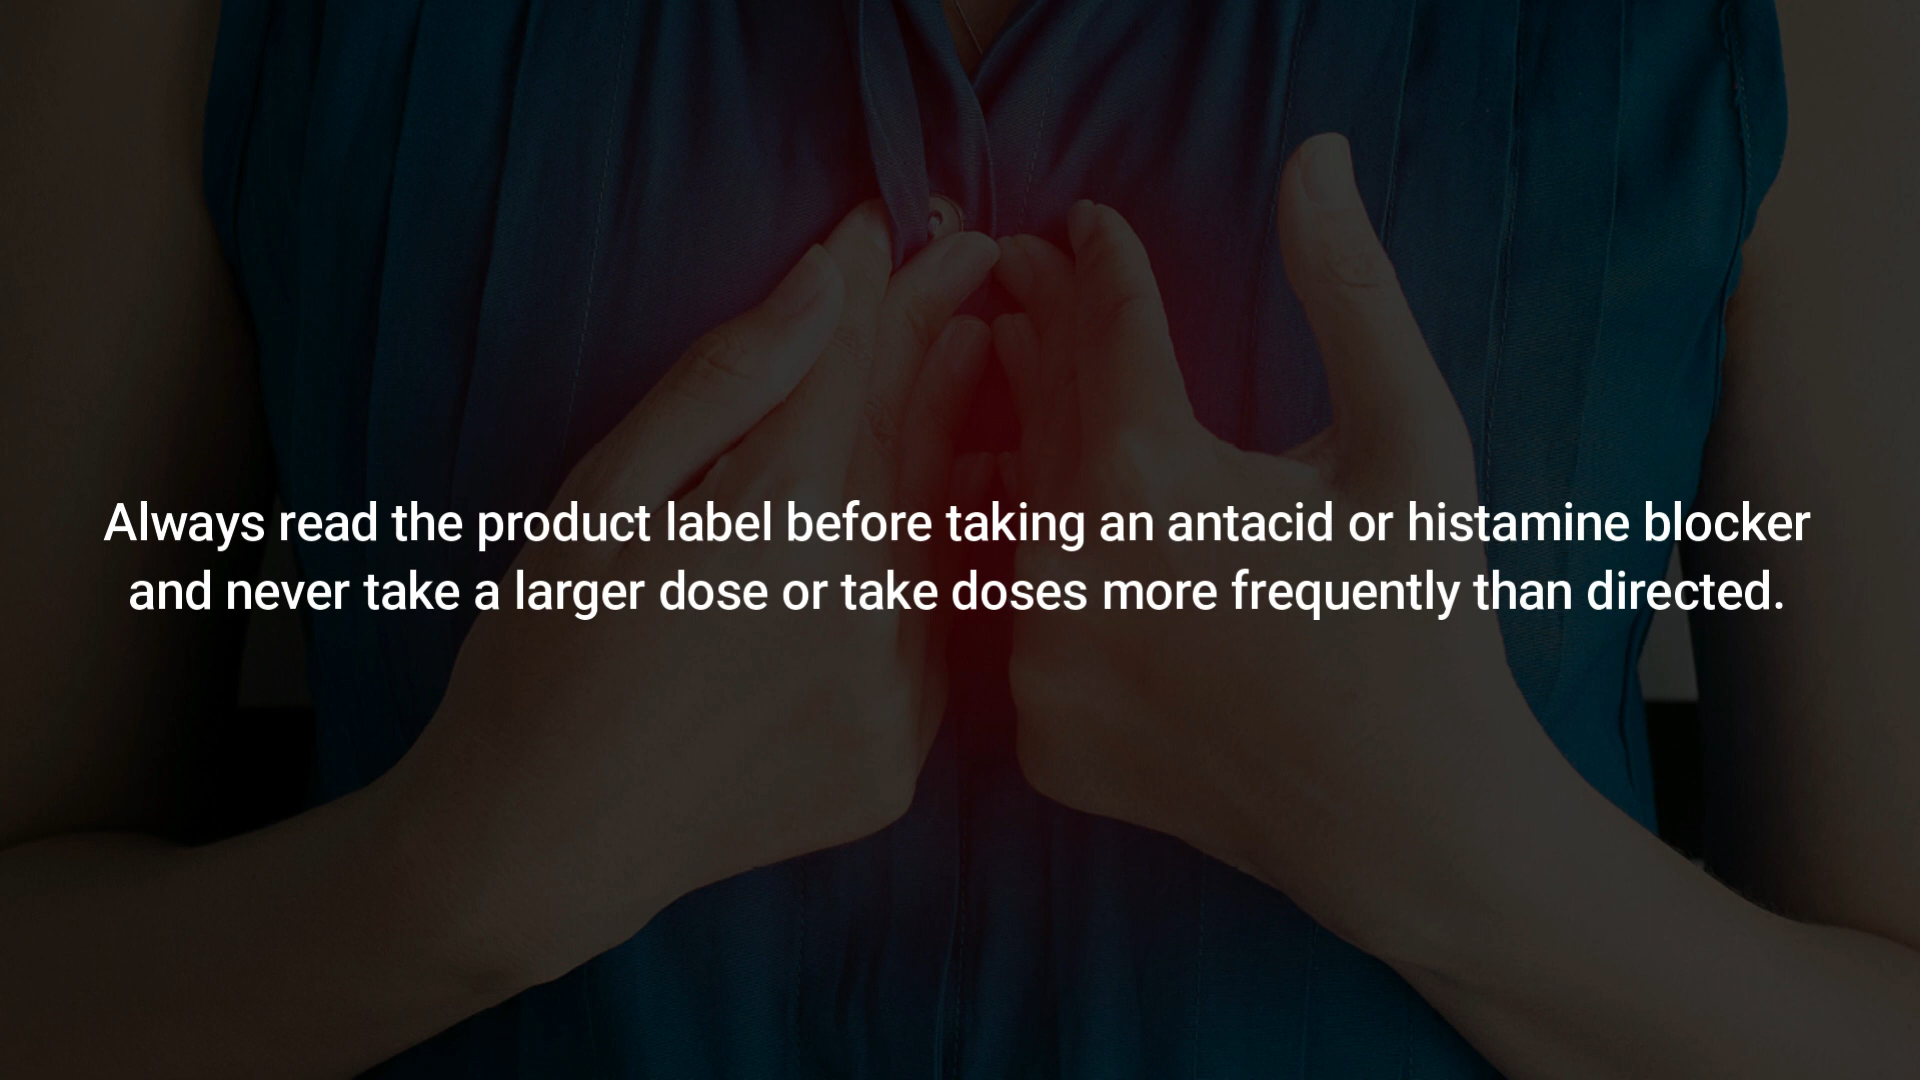 Always read the product label before taking an antacid or histamine blocker
and never take a larger dose or take doses more frequently than directed.